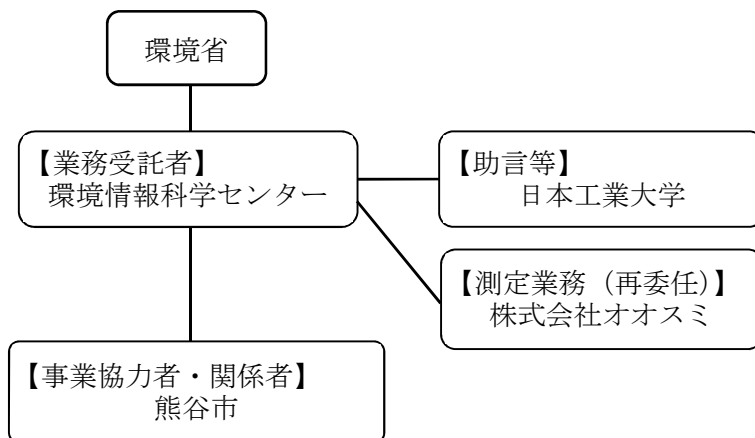 環境省
【業務受託者】
環境情報科学センター
【助言等】
日本工業大学
【測定業務（再委任）】
株式会社オオスミ
【事業協力者・関係者】
熊谷市